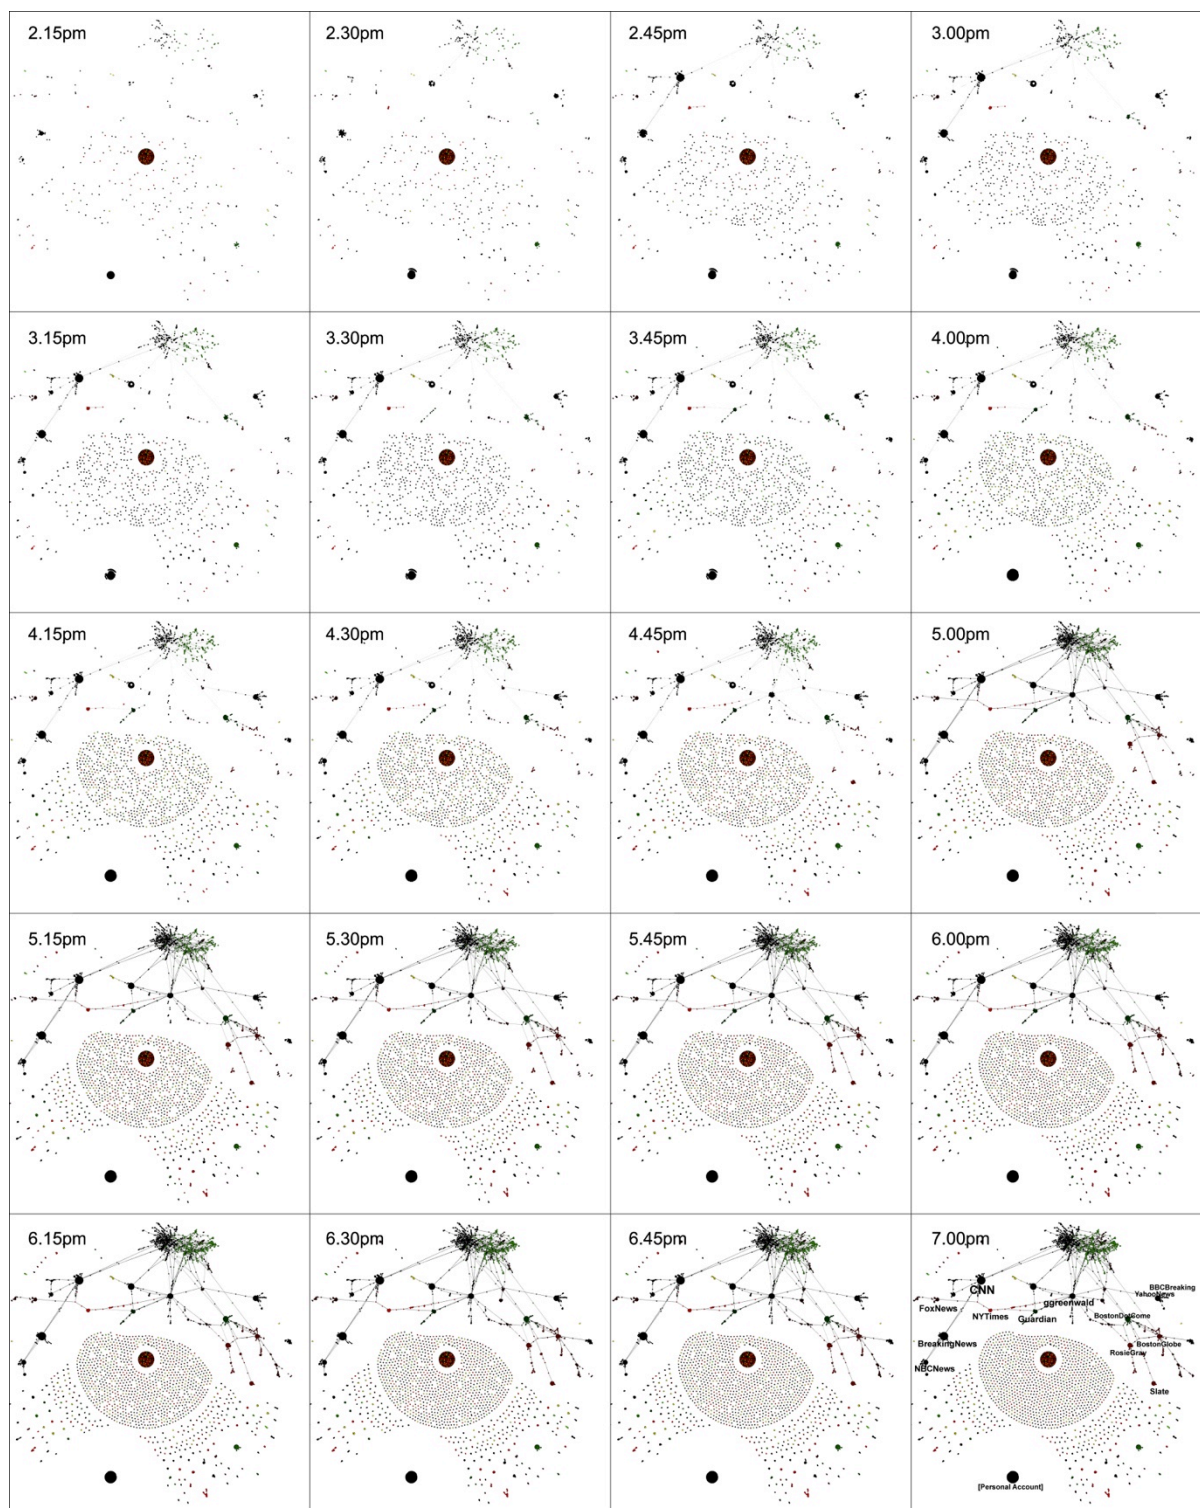 2.15pm
2.30pm
2.45pm
3.00pm
3.15pm
3.30pm
3.45pm
4.00pm
4.15pm
4.30pm
4.45pm
5.00pm
5.15pm
5.30pm
5.45pm
6.00pm
6.15pm
6.30pm
6.45pm
7.00pm
BBCBreaking
CNN
YahooNews
ggreenwald
FoxNews
NYTimes
Guardian
BostonDotCome
BreakingNews
BostonGlobe
RosieGray
NBCNews
Slate
[Personal Account]